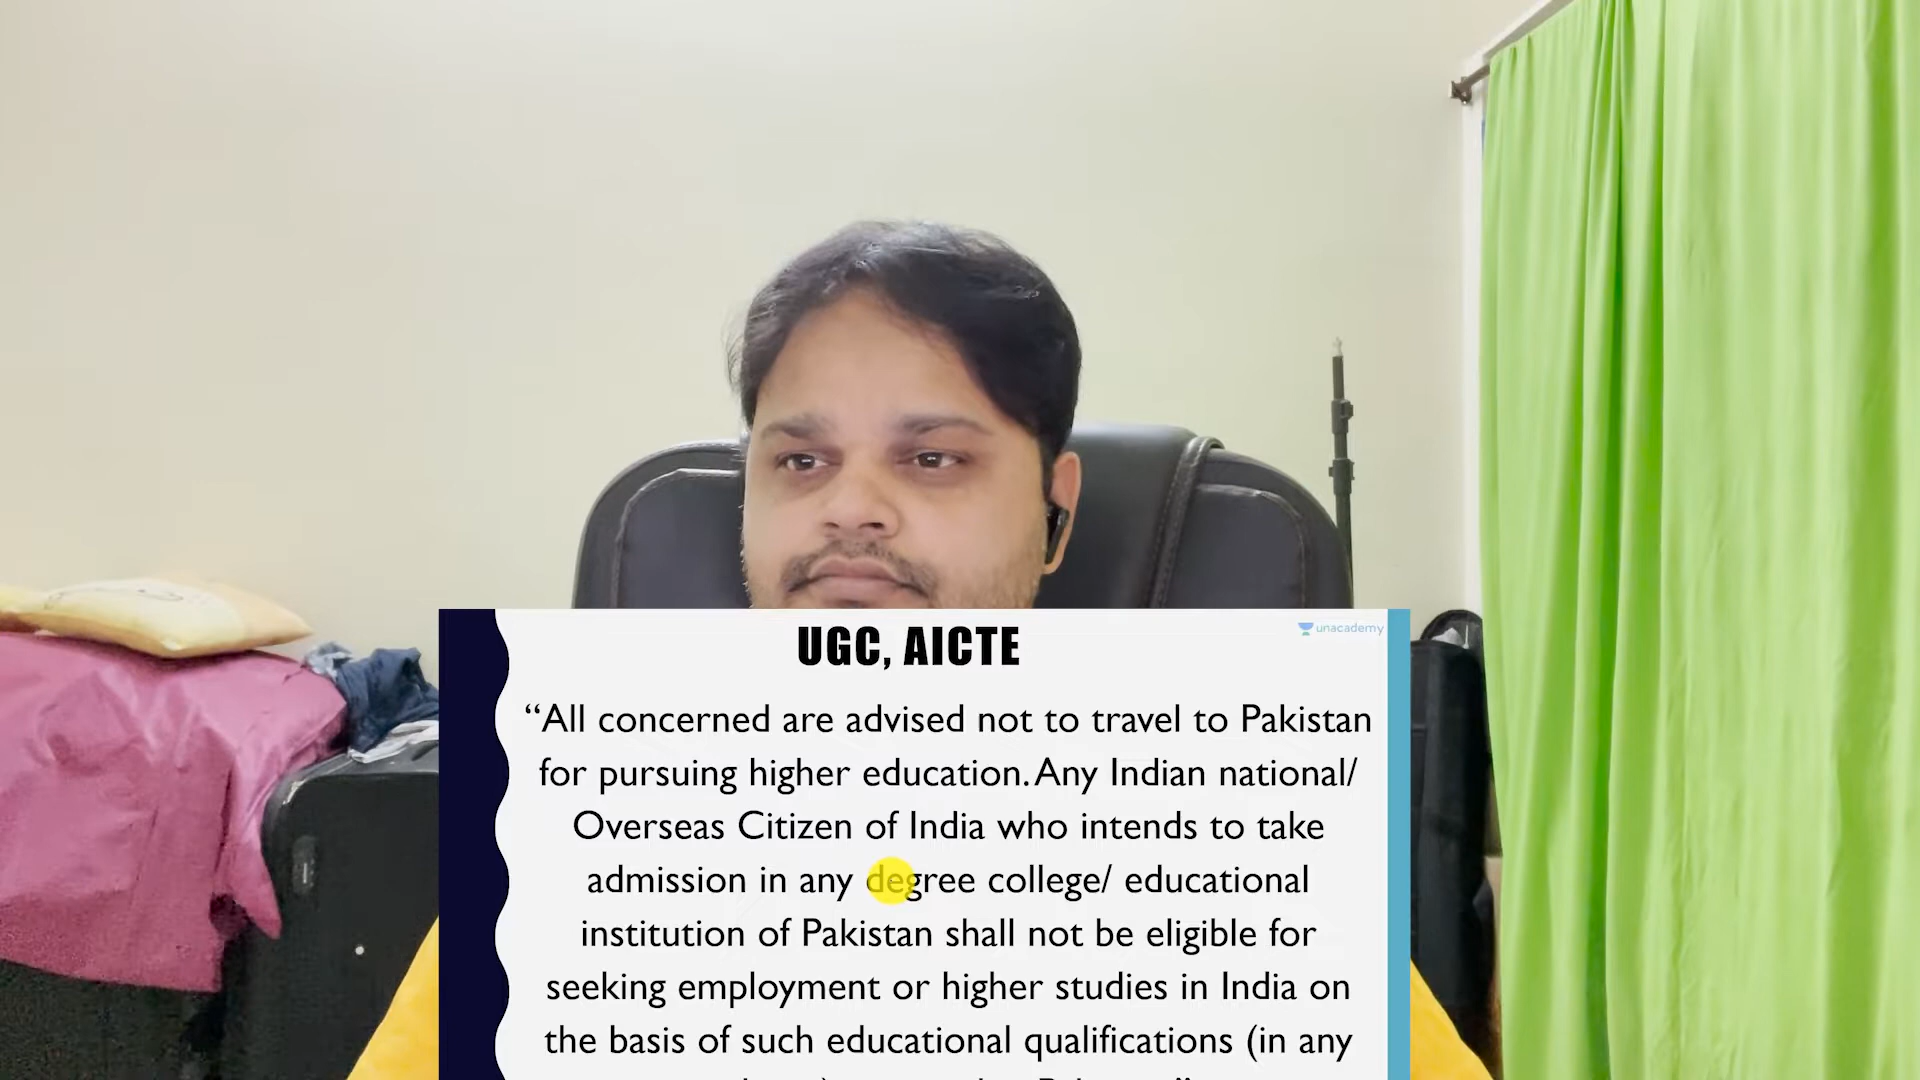 UGC, AICTE
unacademy
“All concerned are advised not to travel to Pakistan
for pursuing higher education. Any Indian national/
Overseas Citizen of India who intends to take
admission in any degree college/ educational
institution of Pakistan shall not be eligible for
seeking employment or higher studies in India on
the basis of such educational qualifications (in any